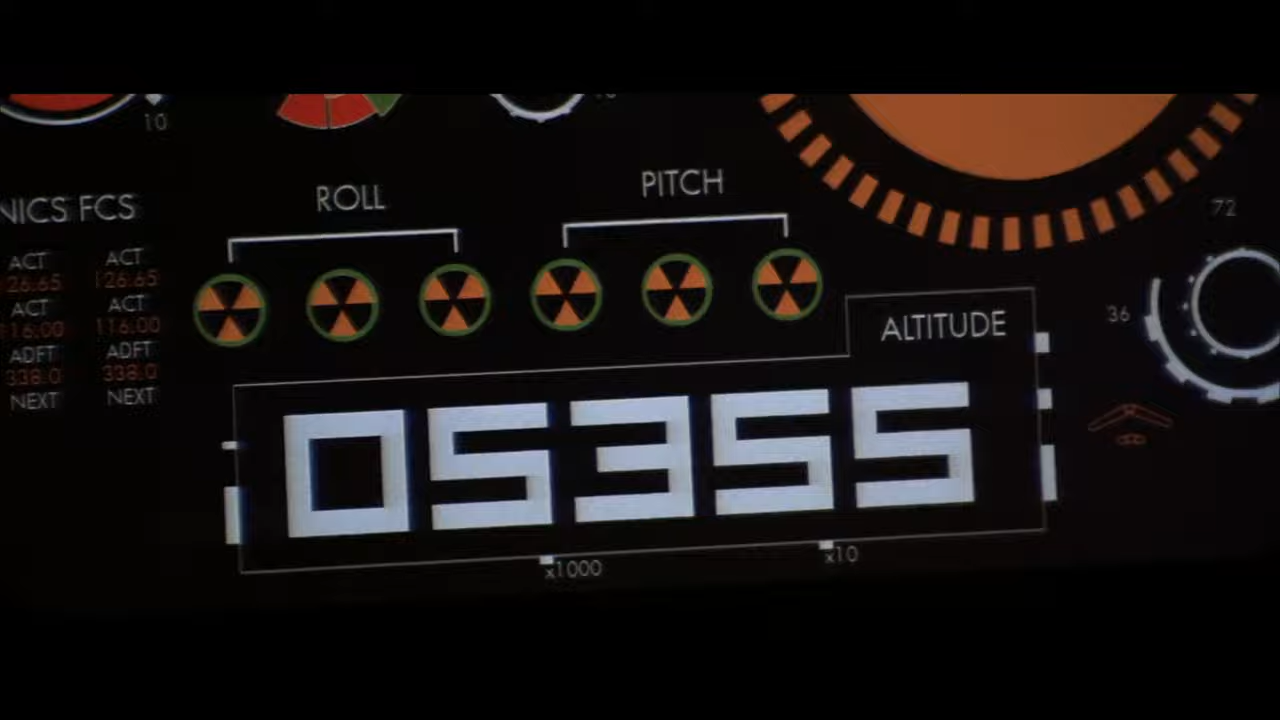 10
ROLL
PITCH
NICS FCS
72
ACT ACT
126.65 126.65
ACT ACT
116.00 116.00
ADFT ADFT
338.0 338.0
NEXT NEXT
36
ALTITUDE
05355
x1000
x10